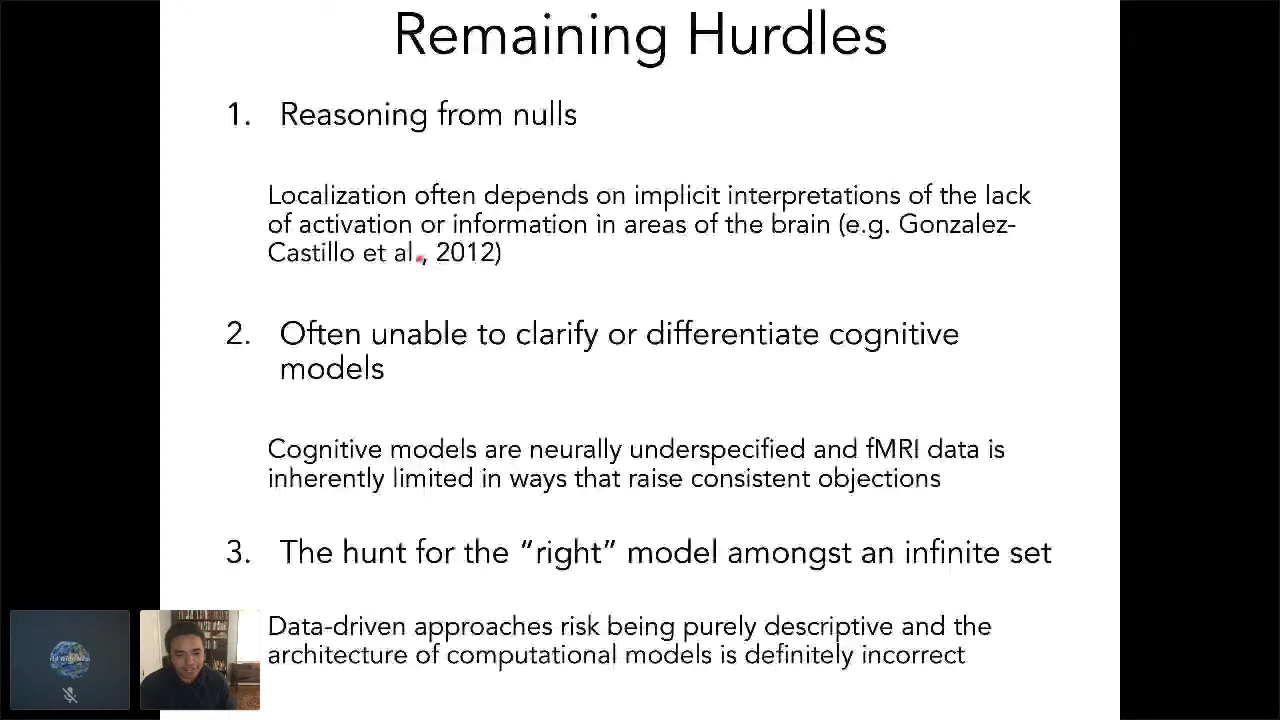 Remaining Hurdles
1. Reasoning from nulls
Localization often depends on implicit interpretations of the lack
of activation or information in areas of the brain (e.g. Gonzalez-
Castillo et al., 2012)
2. Often unable to clarify or differentiate cognitive
models
Cognitive models are neurally underspecified and fMRI data is
inherently limited in ways that raise consistent objections
3. The hunt for the “right” model amongst an infinite set
Data-driven approaches risk being purely descriptive and the
architecture of computational models is definitely incorrect